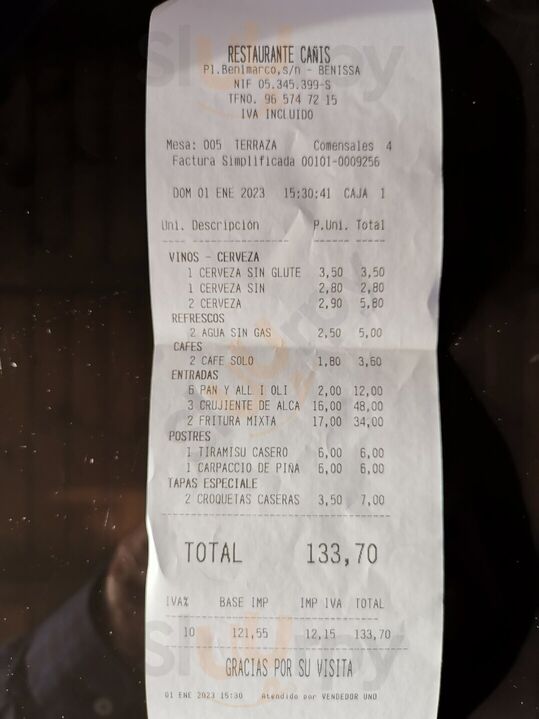 RESTAURANTE CAÑIS
Pl.Benimarco,s/n - BENISSA
NIF 05.345.399-S
TFNO. 96 574 72 15
IVA INCLUIDO
Mesa: 005 TERRAZA Comensales 4
Factura Simplificada 00101-0009256
DOM 01 ENE 2023 15:30:41 CAJA 1
Uni. Descripción P.Uni. Total
VINOS - CERVEZA
1 CERVEZA SIN GLUTE 3,50 3,50
1 CERVEZA SIN 2,80 2,80
2 CERVEZA 2,90 5,80
REFRESCOS
2 AGUA SIN GAS 2,50 5,00
CAFES
2 CAFE SOLO 1,80 3,60
ENTRADAS
6 PAN Y ALL I OLI 2,00 12,00
3 CRUJIENTE DE ALCA 16,00 48,00
2 FRITURA MIXTA 17,00 34,00
POSTRES
1 TIRAMISU CASERO 6,00 6,00
1 CARPACCIO DE PIÑA 6,00 6,00
TAPAS ESPECIALE
2 CROQUETAS CASERAS 3,50 7,00
TOTAL 133,70
IVA% BASE IMP IMP IVA TOTAL
10 121,55 12,15 133,70
GRACIAS POR SU VISITA
01 ENE 2023 15:30 Atendido por VENDEDOR UNO
Sluurpy
Sluurpy
Sluurpy